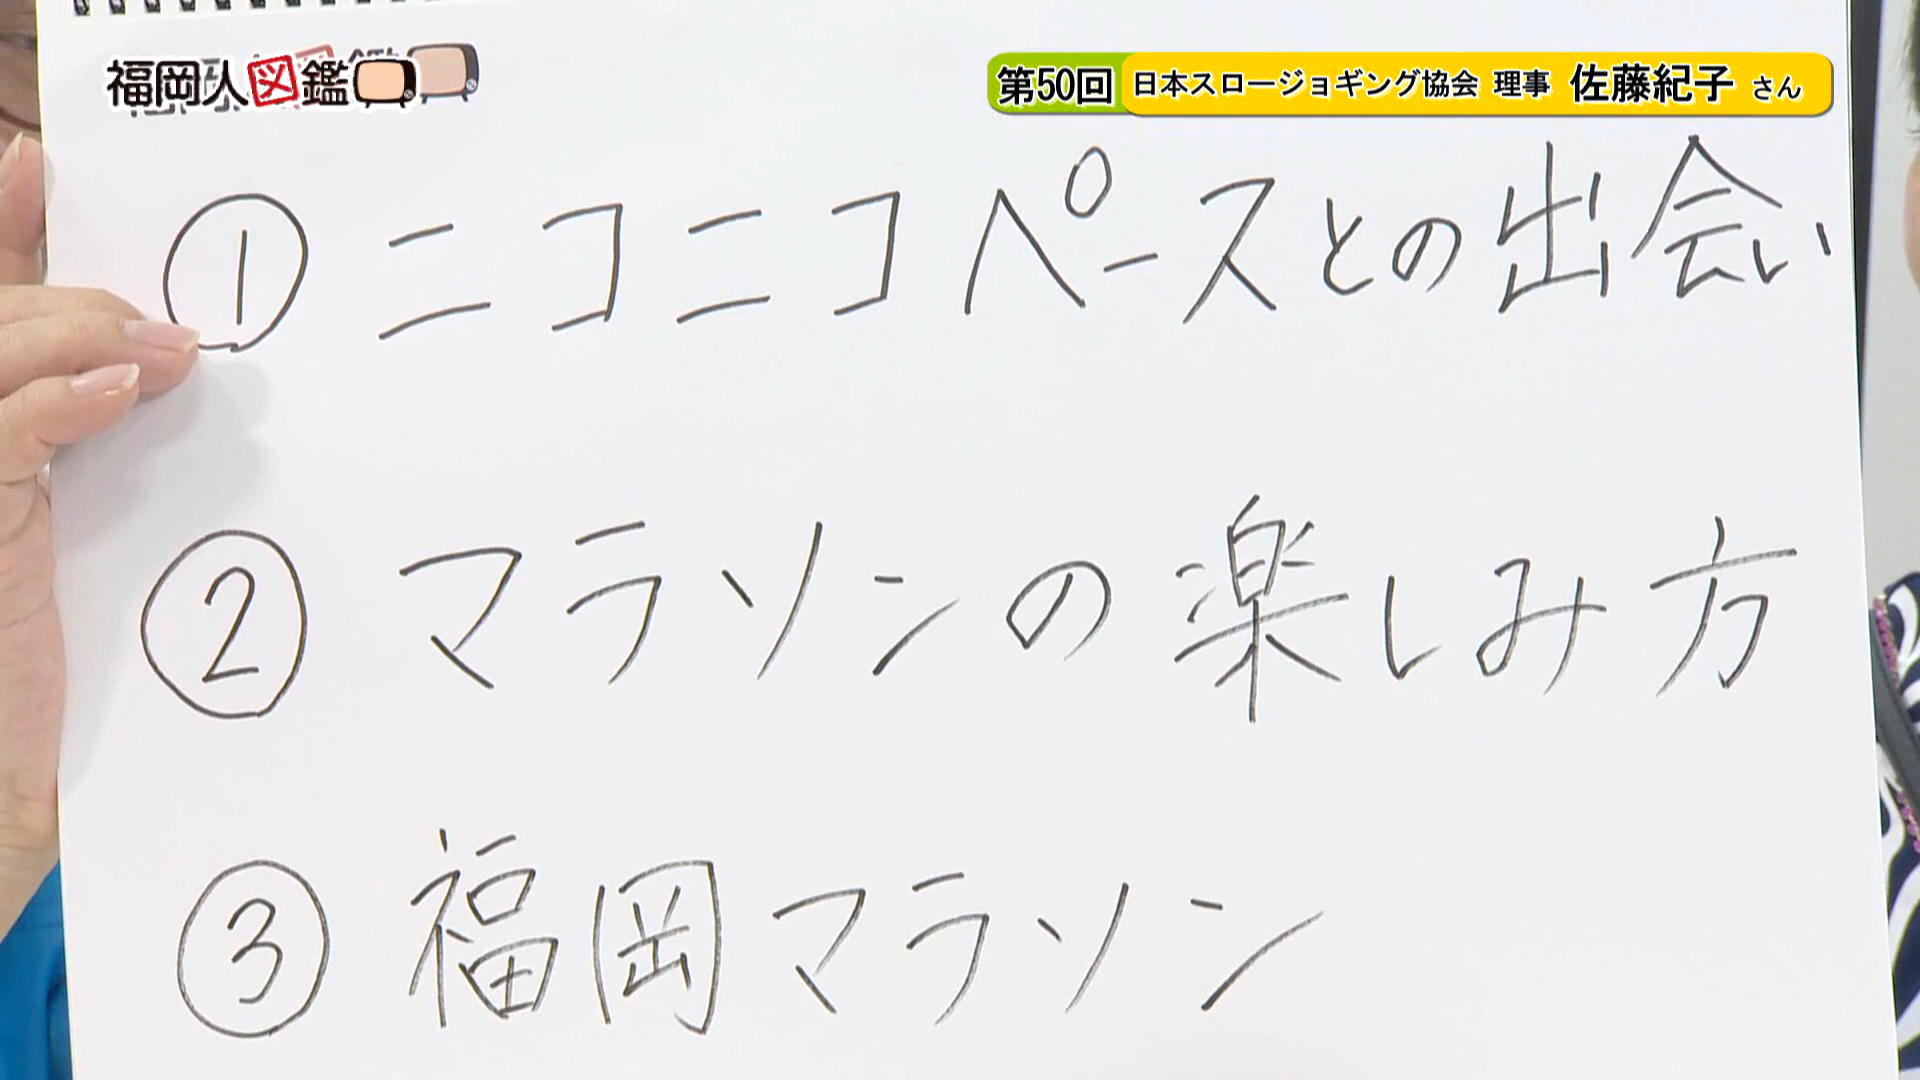 福岡人図鑑
第50回 日本スロージョギング協会 理事 佐藤紀子 さん
① ニコニコペースとの出会い
② マラソンの楽しみ方
③ 福岡マラソン